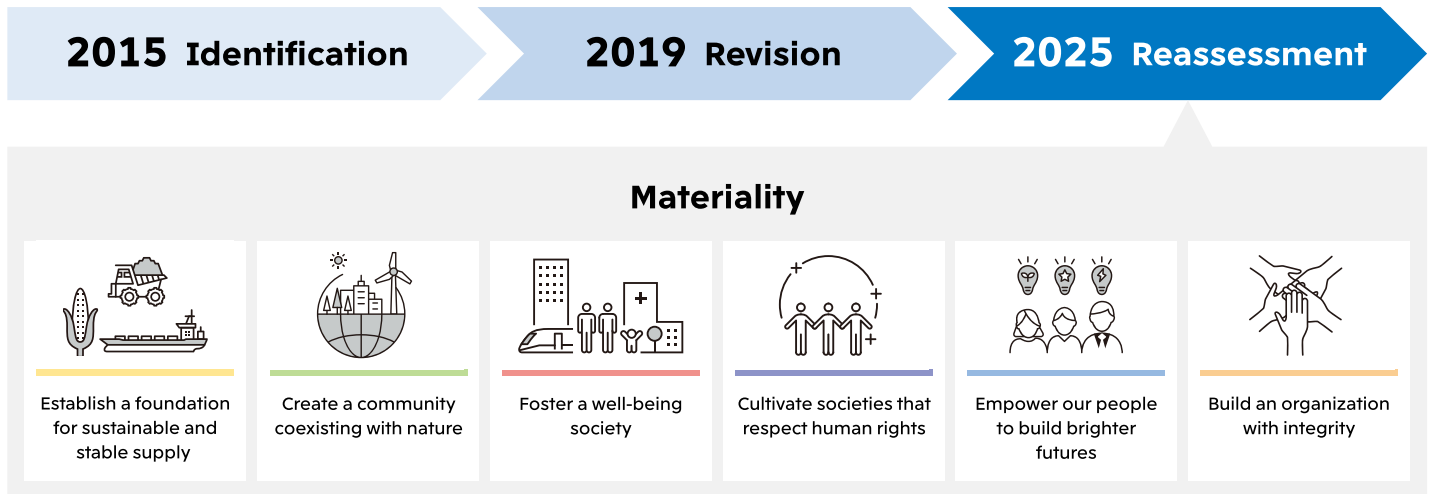 2015 Identification
2019 Revision
2025 Reassessment
Materiality
Establish a foundation
for sustainable and
stable supply
Create a community
coexisting with nature
Foster a well-being
society
Cultivate societies that
respect human rights
Empower our people
to build brighter
futures
Build an organization
with integrity